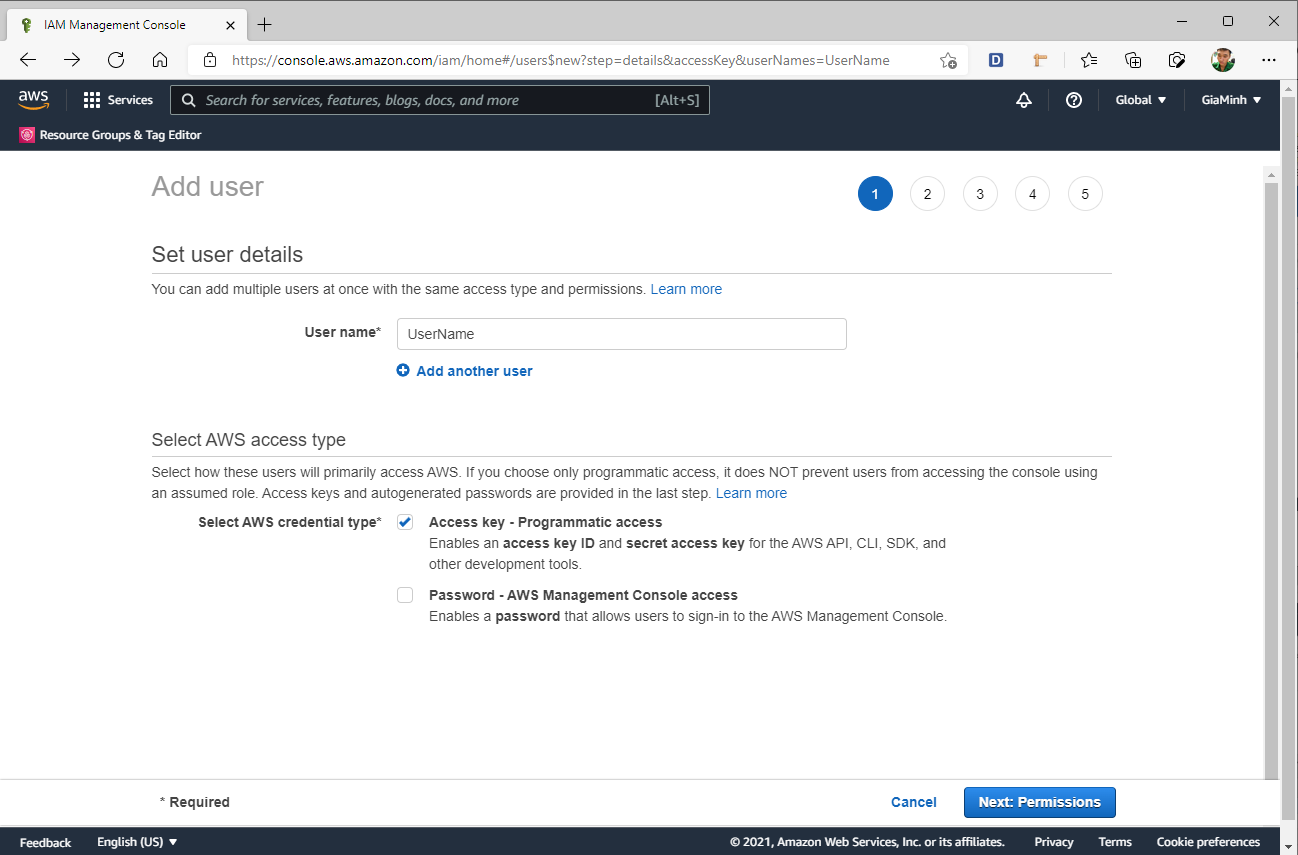 IAM Management Console
https://console.aws.amazon.com/iam/home#/users$new?step=details&accessKey&userNames=UserName
aws
Services
Search for services, features, blogs, docs, and more
[Alt+S]
Global
GiaMinh
Resource Groups & Tag Editor
Add user
1
2
3
4
5
Set user details
You can add multiple users at once with the same access type and permissions. Learn more
User name*
UserName
Add another user
Select AWS access type
Select how these users will primarily access AWS. If you choose only programmatic access, it does NOT prevent users from accessing the console using
an assumed role. Access keys and autogenerated passwords are provided in the last step. Learn more
Select AWS credential type*
Access key - Programmatic access
Enables an access key ID and secret access key for the AWS API, CLI, SDK, and
other development tools.
Password - AWS Management Console access
Enables a password that allows users to sign-in to the AWS Management Console.
* Required
Cancel
Next: Permissions
Feedback
English (US)
© 2021, Amazon Web Services, Inc. or its affiliates.
Privacy
Terms
Cookie preferences